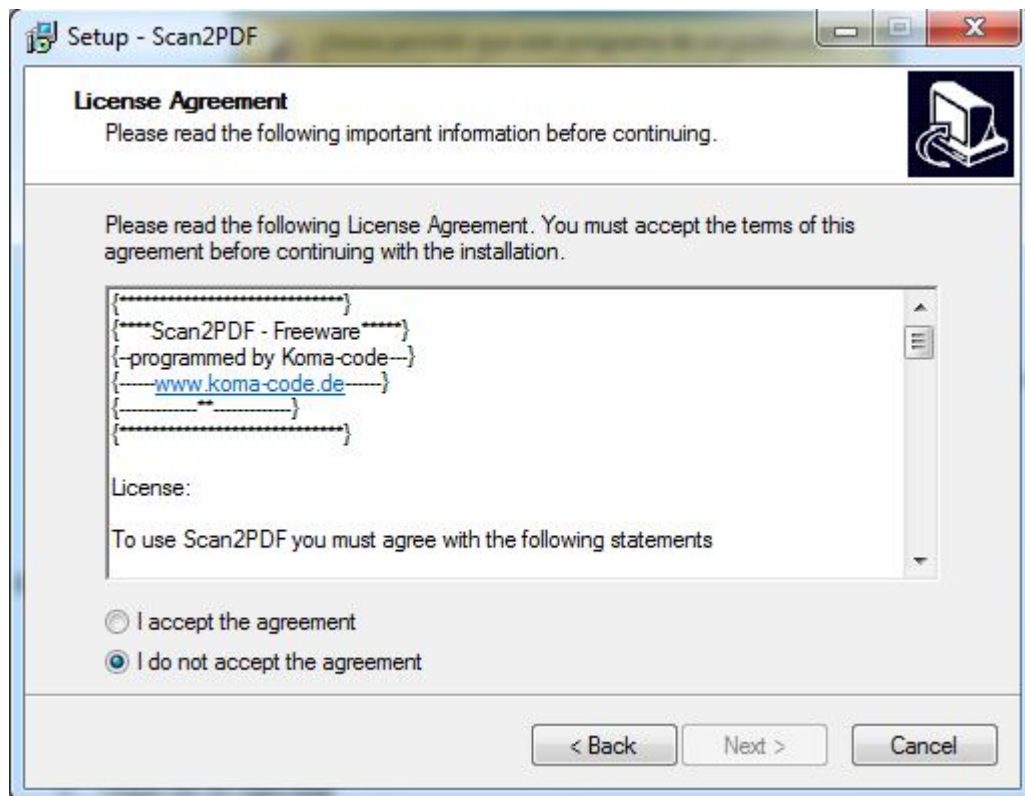 Setup - Scan2PDF
License Agreement
Please read the following important information before continuing.
Please read the following License Agreement. You must accept the terms of this
agreement before continuing with the installation.
{****************************}
{****Scan2PDF - Freeware*****}
{--programmed by Koma-code---}
{------www.koma-code.de------}
{-------------**-------------}
{****************************}
License:
To use Scan2PDF you must agree with the following statements
I accept the agreement
I do not accept the agreement
< Back
Next >
Cancel